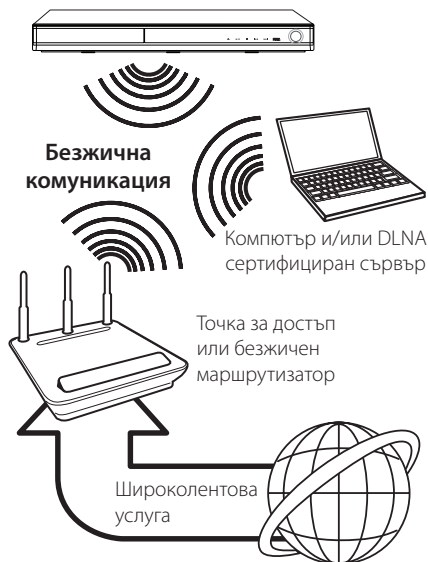 Безжична
комуникация
Компютър и/или DLNA
сертифициран сървър
Точка за достъп
или безжичен
маршрутизатор
Широколентова
услуга